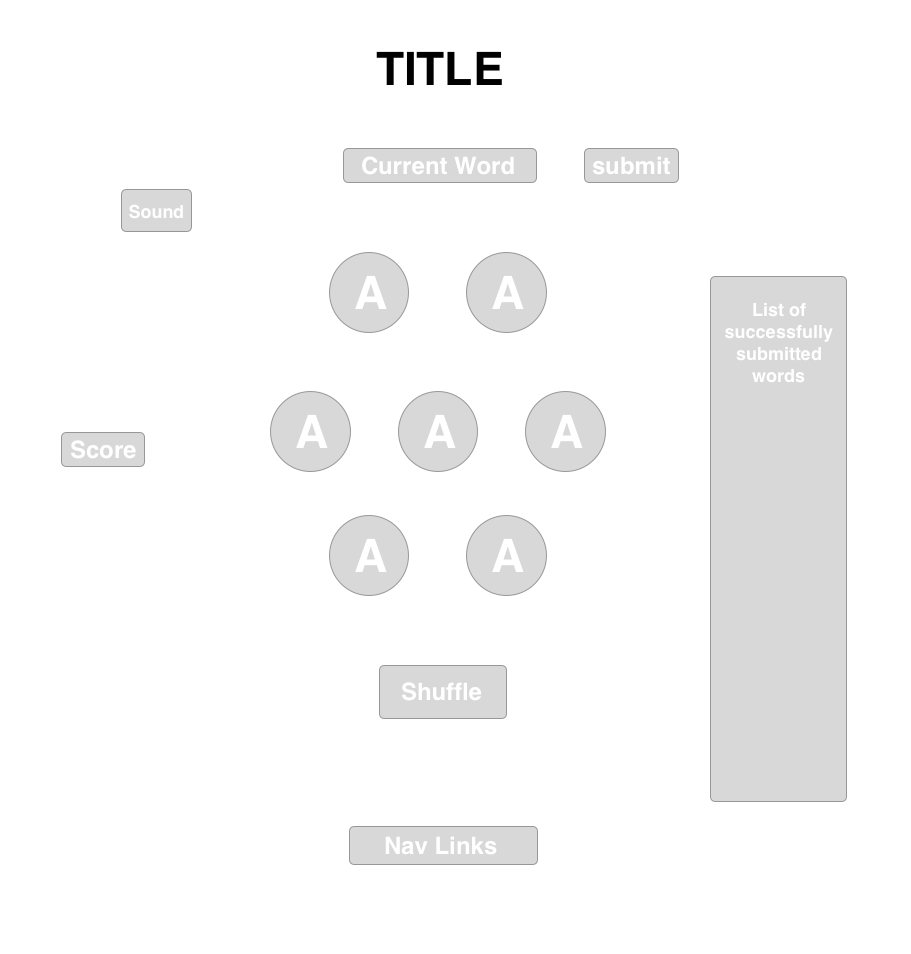 TITLE
Current Word
submit
Sound
A
A
List of
successfully
submitted
words
A
A
A
Score
A
A
Shuffle
Nav Links